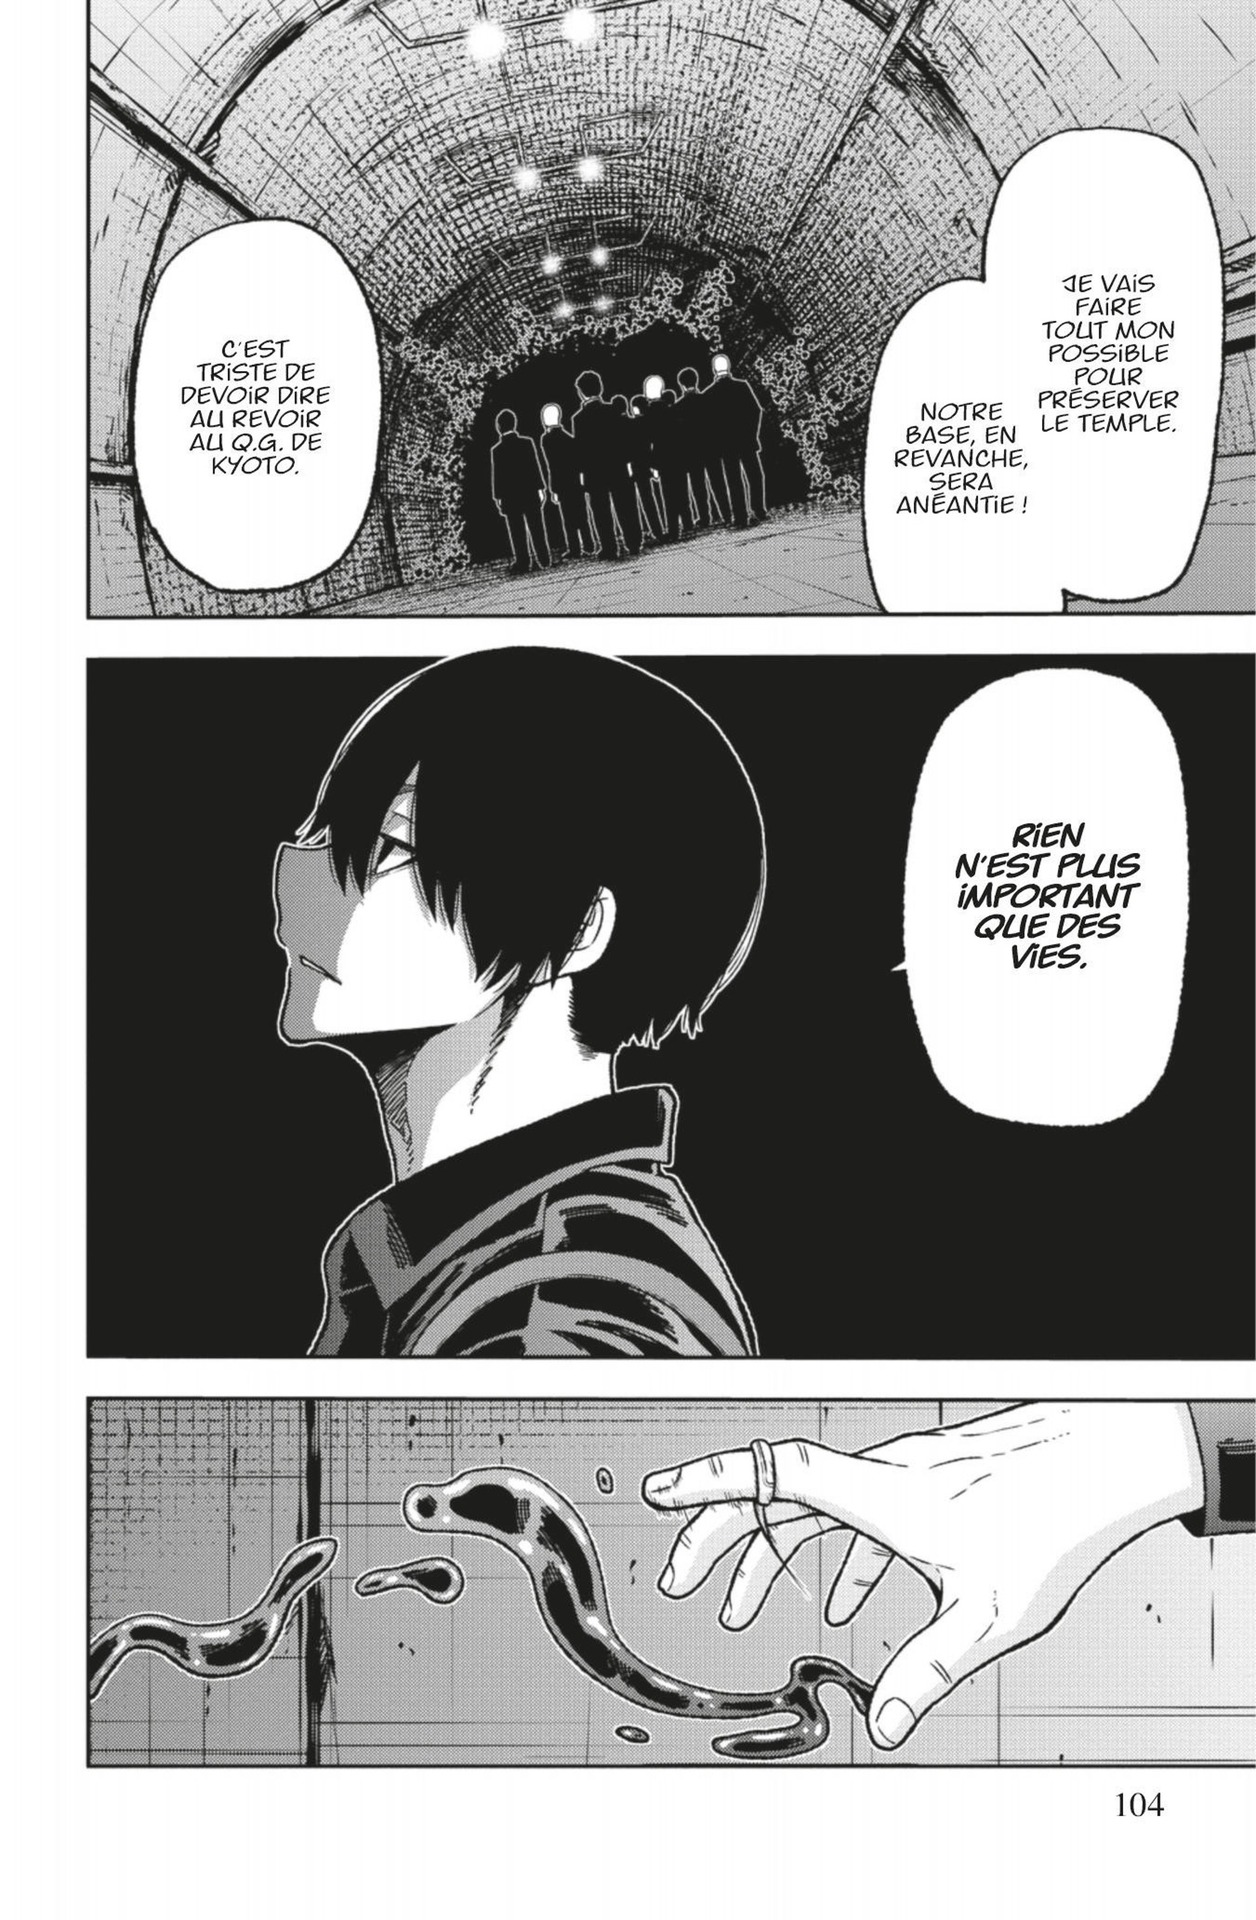 JE VAIS
FAIRE
TOUT MON
POSSIBLE
POUR
PRÉSERVER
LE TEMPLE.
NOTRE
BASE, EN
REVANCHE,
SERA
ANÉANTIE !
C'EST
TRISTE DE
DEVOIR DIRE
AU REVOIR
AU Q.G. DE
KYOTO.
RIEN
N'EST PLUS
IMPORTANT
QUE DES
VIES.
104